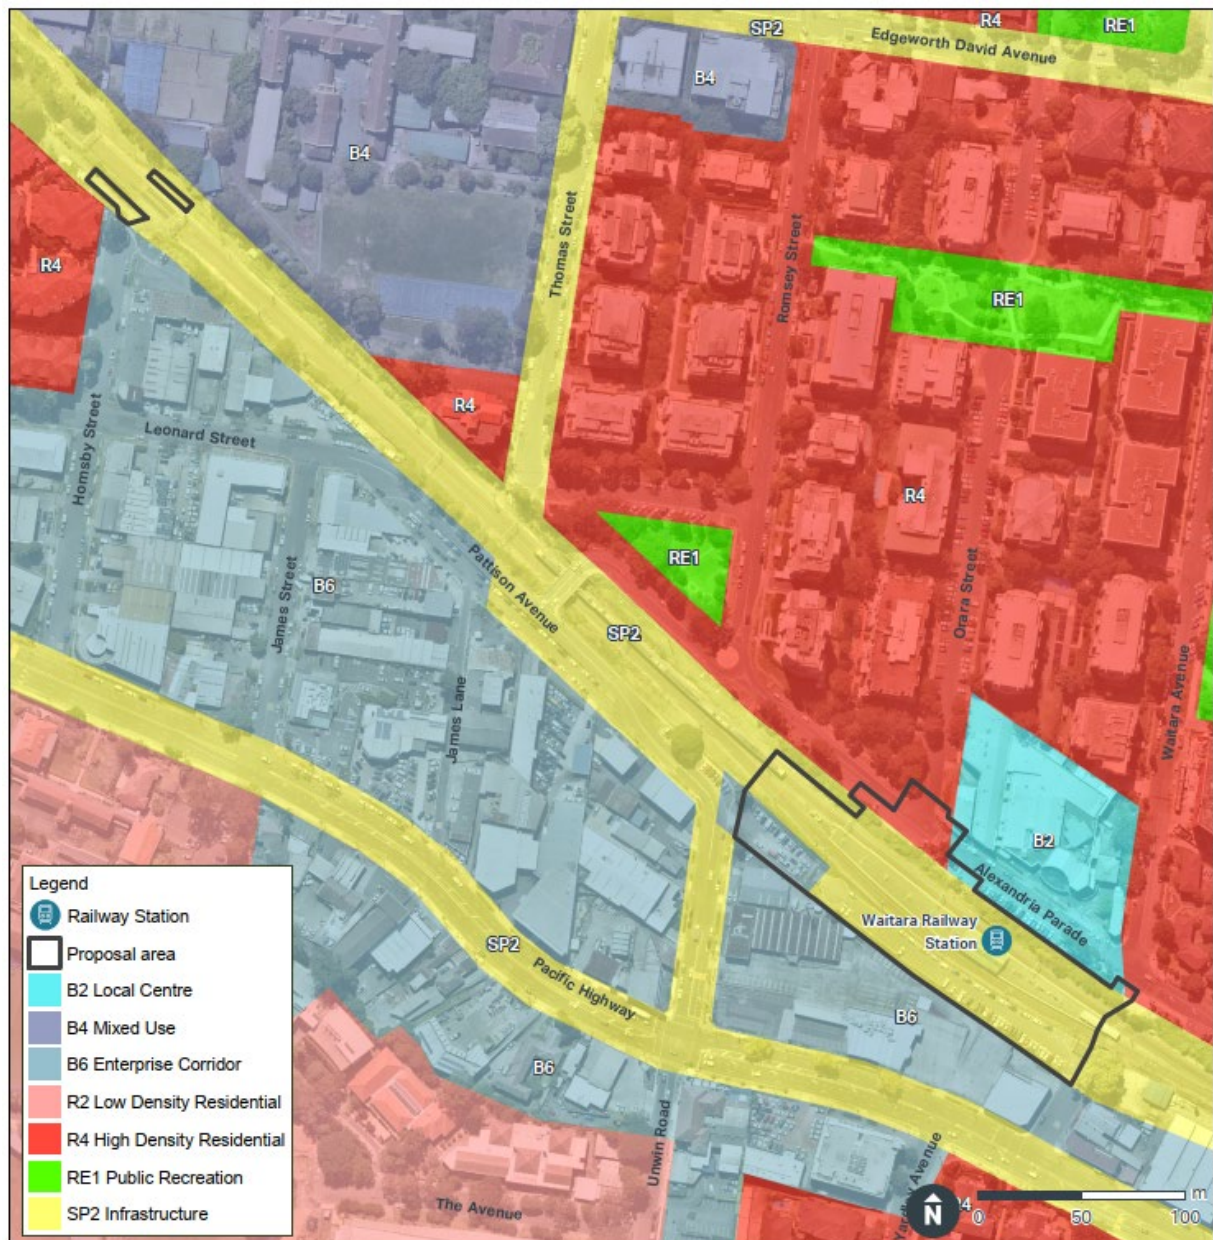 SP2
R4
RE1
Edgeworth David Avenue
B4
B4
Thomas Street
Romsey Street
R4
RE1
R4
Hornsby Street
Leonard Street
R4
RE1
Pattison Avenue
James Street
B6
SP2
Orara Street
James Lane
Waitara Avenue
B2
Alexandria Parade
Waitara Railway
Station
SP2
Pacific Highway
B6
B6
Unwin Road
The Avenue
Legend
Railway Station
Proposal area
B2 Local Centre
B4 Mixed Use
B6 Enterprise Corridor
R2 Low Density Residential
R4 High Density Residential
RE1 Public Recreation
SP2 Infrastructure
Avenue
N
m
0
50
100